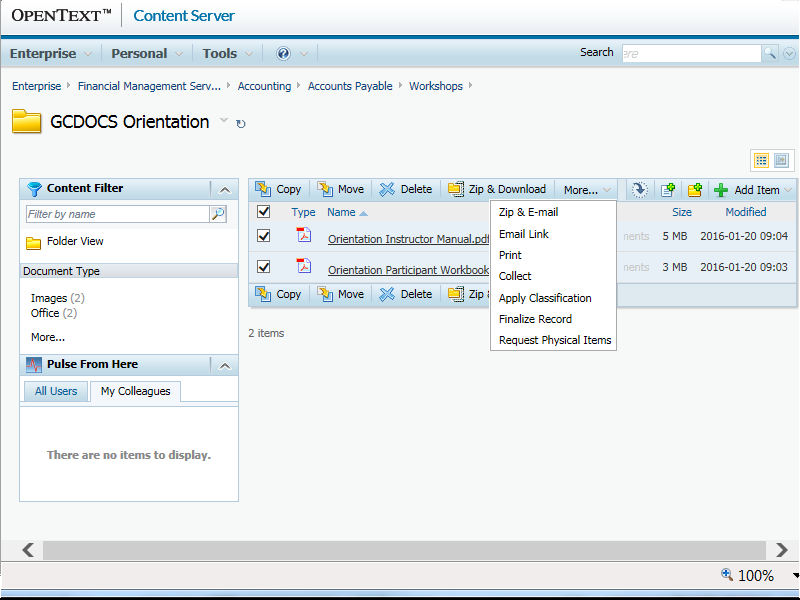 OPENTEXT™ Content Server
Enterprise Personal Tools ?
Search ere
Enterprise Financial Management Serv... Accounting Accounts Payable Workshops
GCDOCS Orientation
Content Filter
Filter by name
Folder View
Document Type
Images (2)
Office (2)
More...
Pulse From Here
All Users My Colleagues
There are no items to display.
Copy Move Delete Zip & Download More... Add Item
Type Name Size Modified
Orientation Instructor Manual.pdf nents 5 MB 2016-01-20 09:04
Orientation Participant Workbook nents 3 MB 2016-01-20 09:03
Copy Move Delete Zip &
2 items
Zip & E-mail
Email Link
Print
Collect
Apply Classification
Finalize Record
Request Physical Items
100%